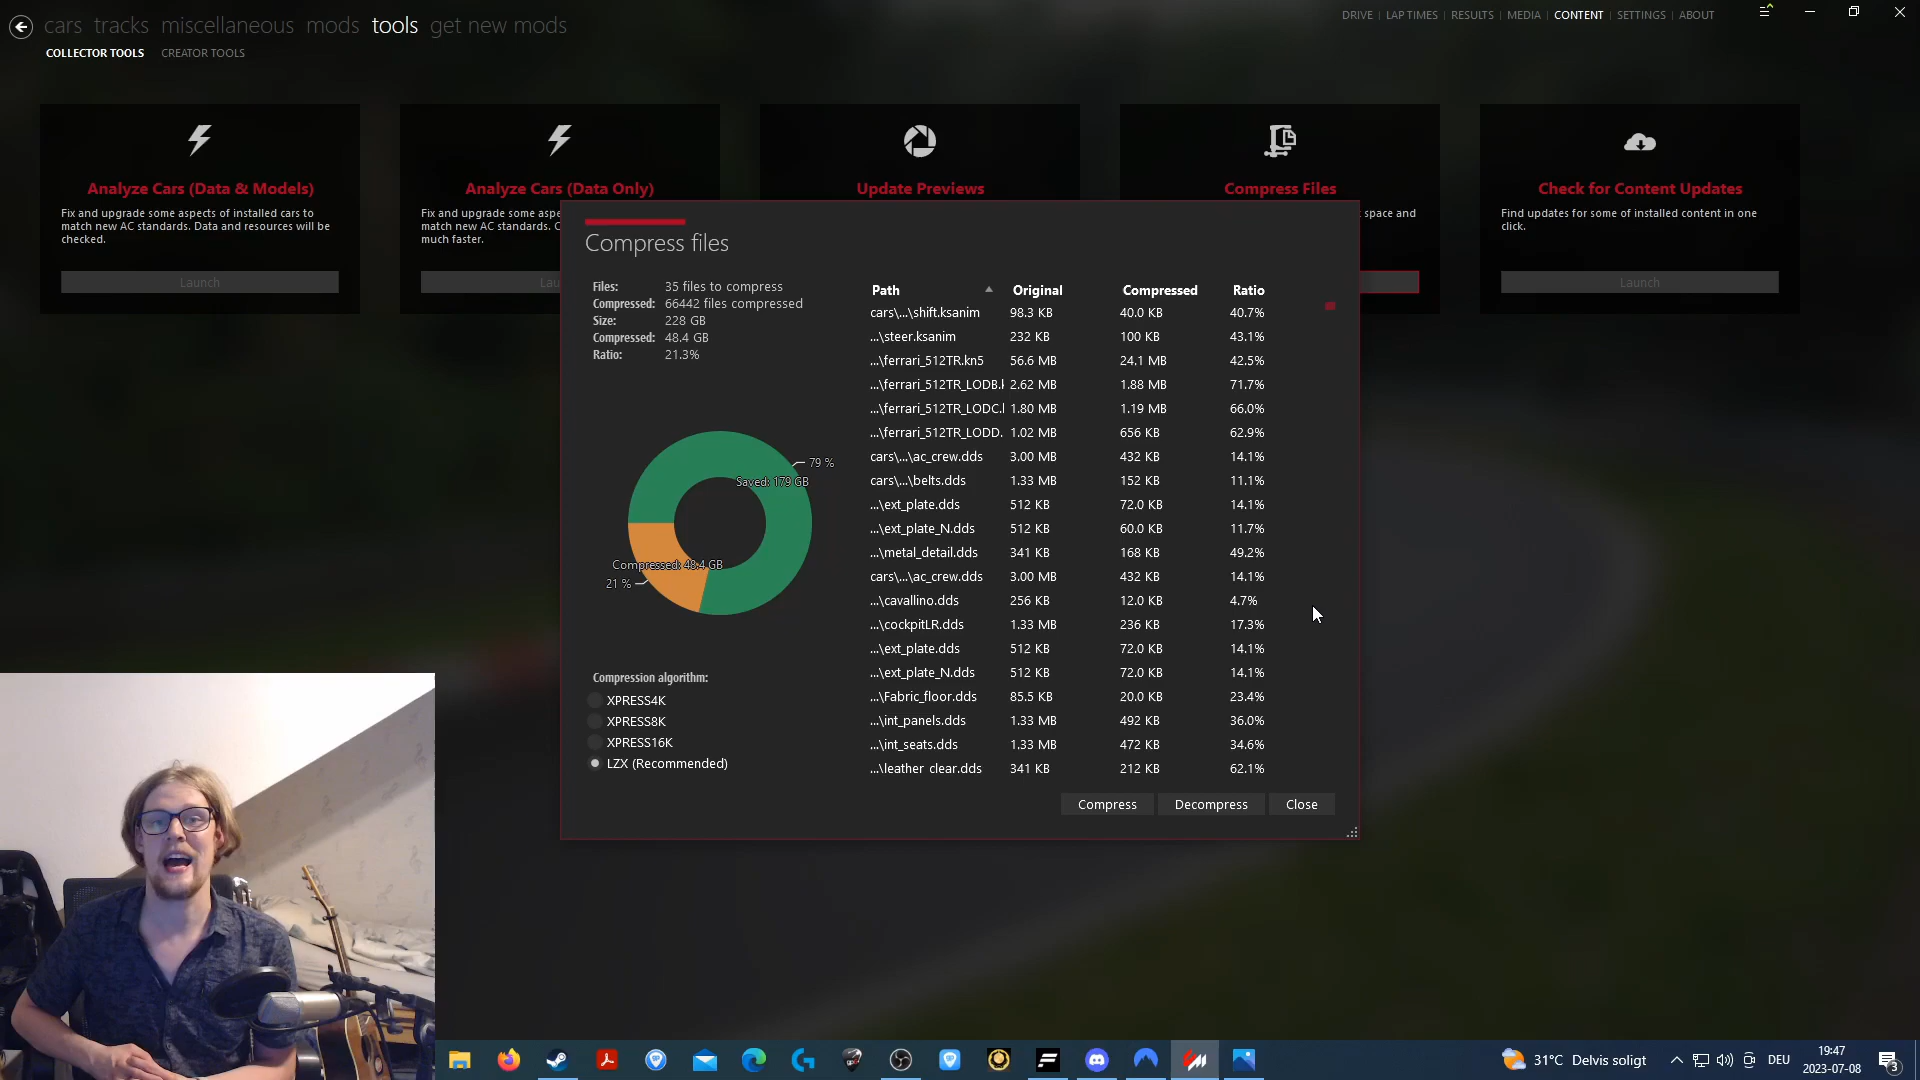 cars tracks miscellaneous mods tools get new mods
DRIVE | LAP TIMES | RESULTS | MEDIA | CONTENT | SETTINGS | ABOUT
COLLECTOR TOOLS CREATOR TOOLS
Analyze Cars (Data & Models)
Fix and upgrade some aspects of installed cars to
match new AC standards. Data and resources will be
checked.
Launch
Analyze Cars (Data Only)
Fix and upgrade some aspe
match new AC standards. C
much faster.
Lau
Update Previews
Compress Files
space and
Check for Content Updates
Find updates for some of installed content in one
click.
Launch
Compress files
Files: 35 files to compress
Compressed: 66442 files compressed
Size: 228 GB
Compressed: 48.4 GB
Ratio: 21.3%
79 %
Saved: 179 GB
Compressed: 48.4 GB
21 %
Compression algorithm:
XPRESS4K
XPRESS8K
XPRESS16K
LZX (Recommended)
Path Original Compressed Ratio
cars\...\shift.ksanim 98.3 KB 40.0 KB 40.7%
...\steer.ksanim 232 KB 100 KB 43.1%
...\ferrari_512TR.kn5 56.6 MB 24.1 MB 42.5%
...\ferrari_512TR_LODB. 2.62 MB 1.88 MB 71.7%
...\ferrari_512TR_LODC. 1.80 MB 1.19 MB 66.0%
...\ferrari_512TR_LODD. 1.02 MB 656 KB 62.9%
cars\...\ac_crew.dds 3.00 MB 432 KB 14.1%
cars\...\belts.dds 1.33 MB 152 KB 11.1%
...\ext_plate.dds 512 KB 72.0 KB 14.1%
...\ext_plate_N.dds 512 KB 60.0 KB 11.7%
...\metal_detail.dds 341 KB 168 KB 49.2%
cars\...\ac_crew.dds 3.00 MB 432 KB 14.1%
...\cavallino.dds 256 KB 12.0 KB 4.7%
...\cockpitLR.dds 1.33 MB 236 KB 17.3%
...\ext_plate.dds 512 KB 72.0 KB 14.1%
...\ext_plate_N.dds 512 KB 72.0 KB 14.1%
...\Fabric_floor.dds 85.5 KB 20.0 KB 23.4%
...\int_panels.dds 1.33 MB 492 KB 36.0%
...\int_seats.dds 1.33 MB 472 KB 34.6%
...\leather clear.dds 341 KB 212 KB 62.1%
Compress Decompress Close
31°C Delvis soligt
DEU
19:47
2023-07-08
3